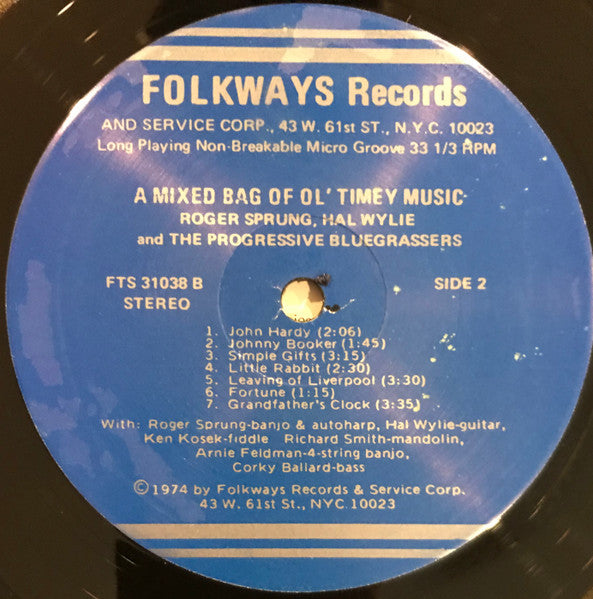 FOLKWAYS Records
AND SERVICE CORP., 43 W. 61st ST., N.Y.C. 10023
Long Playing Non-Breakable Micro Groove 33 1/3 RPM
A MIXED BAG OF OL' TIMEY MUSIC
ROGER SPRUNG, HAL WYLIE
and THE PROGRESSIVE BLUEGRASSERS
FTS 31038 B
STEREO
SIDE 2
1. John Hardy (2:06)
2. Johnny Booker (1:45)
3. Simple Gifts (3:15)
4. Little Rabbit (2:30)
5. Leaving of Liverpool (3:30)
6. Fortune (1:15)
7. Grandfather's Clock (3:35)
With: Roger Sprung-banjo & autoharp, Hal Wylie-guitar,
Ken Kosek-fiddle Richard Smith-mandolin,
Arnie Feldman-4-string banjo,
Corky Ballard-bass
©1974 by Folkways Records & Service Corp.
43 W. 61st St., NYC 10023